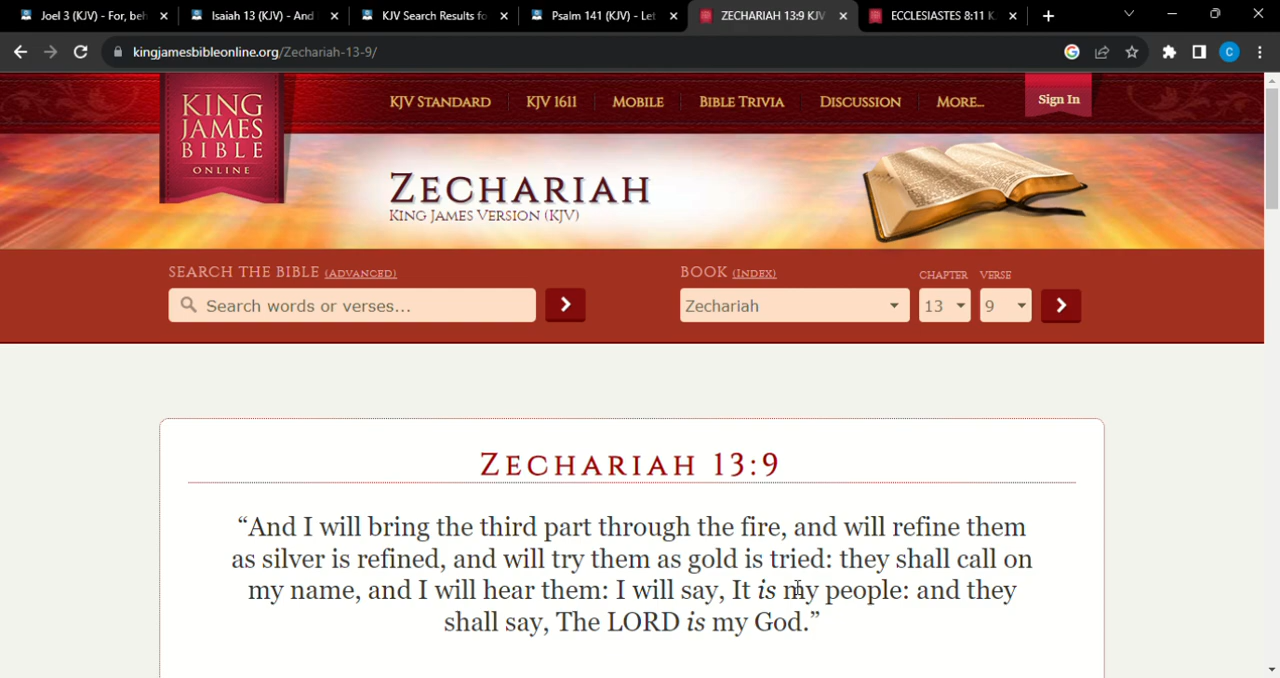 Joel 3 (KJV) - For, beh
Isaiah 13 (KJV) - And
KJV Search Results fo
Psalm 141 (KJV) - Let
ZECHARIAH 13:9 KJV
ECCLESIASTES 8:11 K
kingjamesbibleonline.org/Zechariah-13-9/
G
C
KING
JAMES
BIBLE
ONLINE
KJV STANDARD
KJV 1611
MOBILE
BIBLE TRIVIA
DISCUSSION
MORE...
Sign In
ZECHARIAH
KING JAMES VERSION (KJV)
SEARCH THE BIBLE (ADVANCED)
BOOK (INDEX)
CHAPTER
VERSE
Search words or verses...
Zechariah
13
9
ZECHARIAH 13:9
“And I will bring the third part through the fire, and will refine them
as silver is refined, and will try them as gold is tried: they shall call on
my name, and I will hear them: I will say, It is my people: and they
shall say, The LORD is my God.”